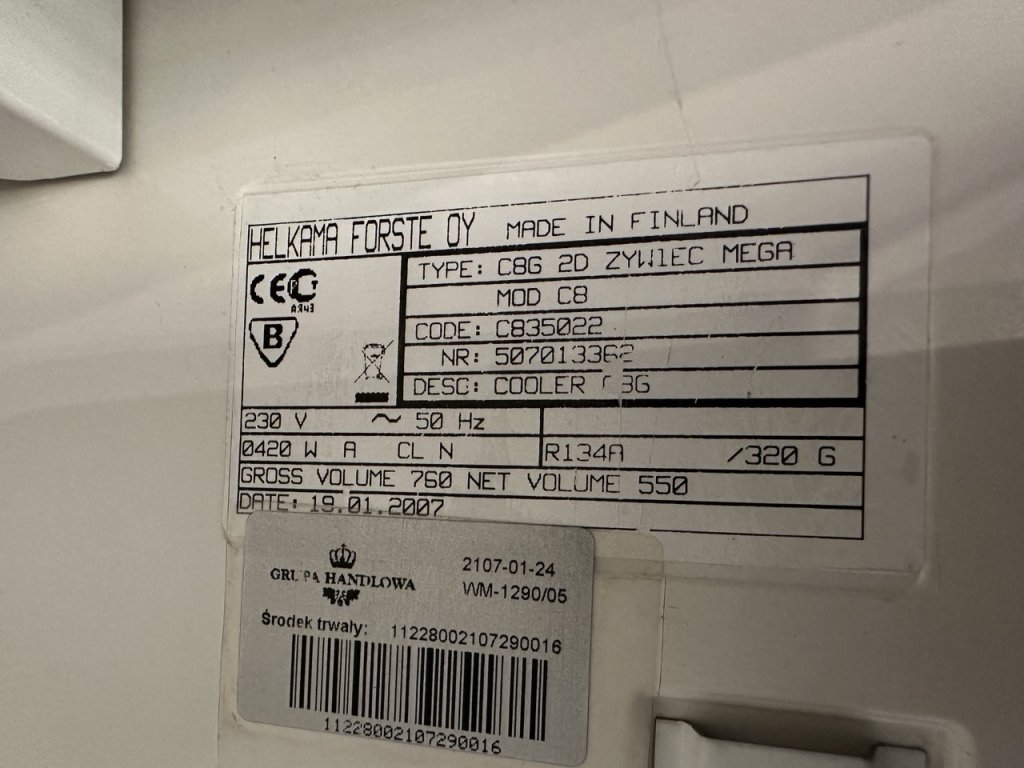 HELKAMA FORSTE OY MADE IN FINLAND
TYPE: C8G 2D ZYWIEC MEGA
MOD C8
CODE: C835022
NR: 507013362
DESC: COOLER C8G
CE
B
230 V ~ 50 Hz
0420 W A CL N R134A /320 G
GROSS VOLUME 760 NET VOLUME 550
DATE: 19.01.2007
GRUPA HANDLOWA
2107-01-24
WM-1290/05
Środek trwały: 11228002107290016
11228002107290016